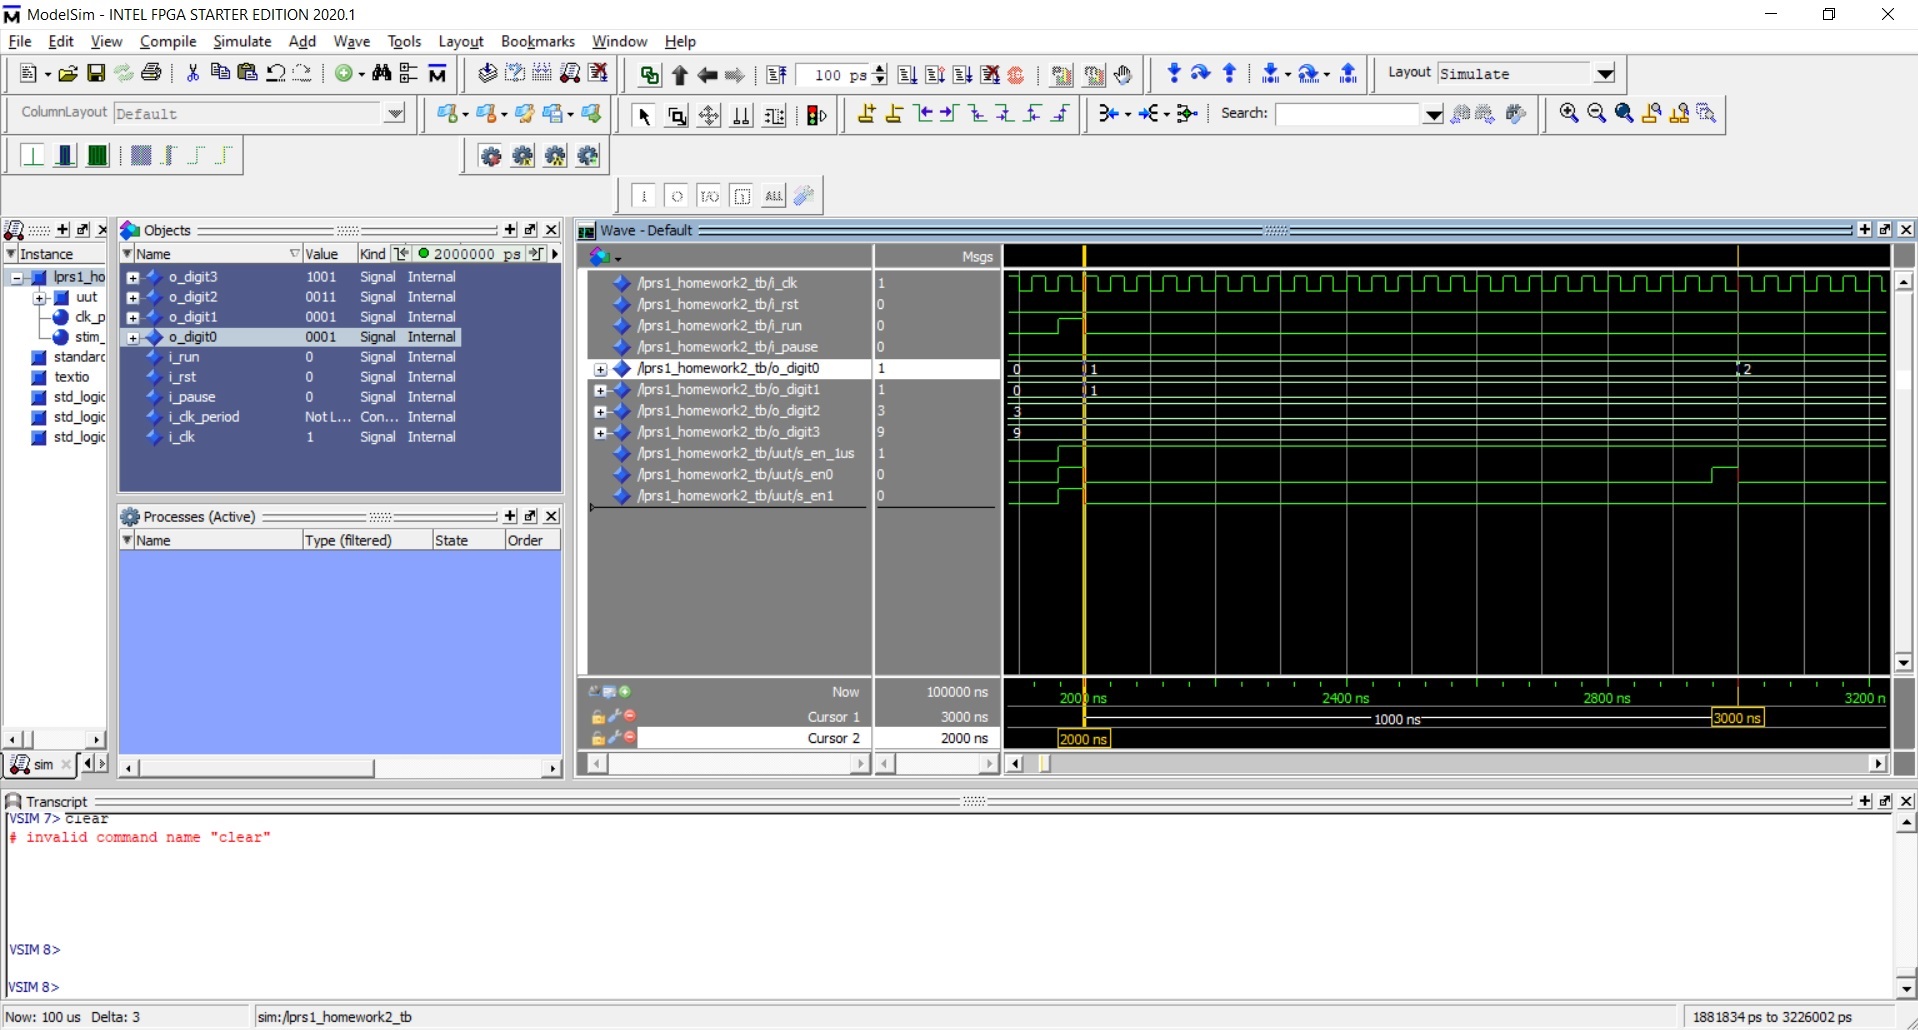 ModelSim - INTEL FPGA STARTER EDITION 2020.1
File Edit View Compile Simulate Add Wave Tools Layout Bookmarks Window Help
100 ps
Layout Simulate
ColumnLayout Default
Search:
I O I/O ALL
Instance
lprs1_ho
uut
clk_p
stim_
standarc
textio
std_logic
std_logic
std_logic
sim
Objects
Name Value Kind 2000000 ps
o_digit3 1001 Signal Internal
o_digit2 0011 Signal Internal
o_digit1 0001 Signal Internal
o_digit0 0001 Signal Internal
i_run 0 Signal Internal
i_rst 0 Signal Internal
i_pause 0 Signal Internal
i_clk_period Not L... Con... Internal
i_clk 1 Signal Internal
Processes (Active)
Name Type (filtered) State Order
Wave - Default
Msgs
/lprs1_homework2_tb/i_clk 1
/lprs1_homework2_tb/i_rst 0
/lprs1_homework2_tb/i_run 0
/lprs1_homework2_tb/i_pause 0
/lprs1_homework2_tb/o_digit0 1 0 1 2
/lprs1_homework2_tb/o_digit1 1 0 1
/lprs1_homework2_tb/o_digit2 3 3
/lprs1_homework2_tb/o_digit3 9 9
/lprs1_homework2_tb/uut/s_en_1us 1
/lprs1_homework2_tb/uut/s_en0 0
/lprs1_homework2_tb/uut/s_en1 0
Now 100000 ns 2000 ns 2400 ns 2800 ns 3200 n
Cursor 1 3000 ns 1000 ns 3000 ns
Cursor 2 2000 ns 2000 ns
Transcript
VSIM 7> clear
# invalid command name "clear"
VSIM 8>
VSIM 8>
Now: 100 us Delta: 3 sim:/lprs1_homework2_tb 1881834 ps to 3226002 ps